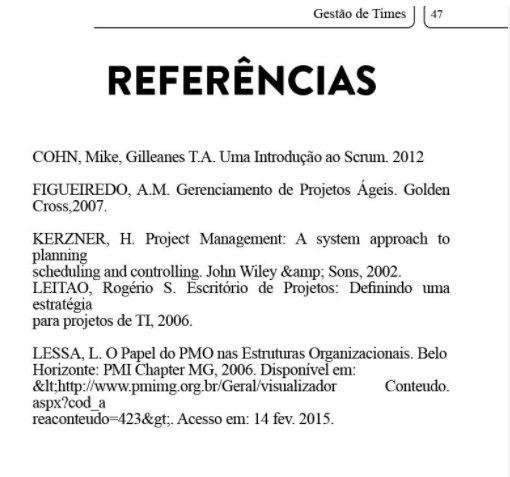 Gestão de Times 47
REFERÊNCIAS
COHN, Mike, Gilleanes T.A. Uma Introdução ao Scrum. 2012
FIGUEIREDO, A.M. Gerenciamento de Projetos Ágeis. Golden
Cross,2007.
KERZNER, H. Project Management: A system approach to
planning
scheduling and controlling. John Wiley &amp; Sons, 2002.
LEITAO, Rogério S. Escritório de Projetos: Definindo uma
estratégia
para projetos de TI, 2006.
LESSA, L. O Papel do PMO nas Estruturas Organizacionais. Belo
Horizonte: PMI Chapter MG, 2006. Disponível em:
&lt;http://www.pmimg.org.br/Geral/visualizador Conteudo.
aspx?cod_a
reaconteudo=423&gt;. Acesso em: 14 fev. 2015.